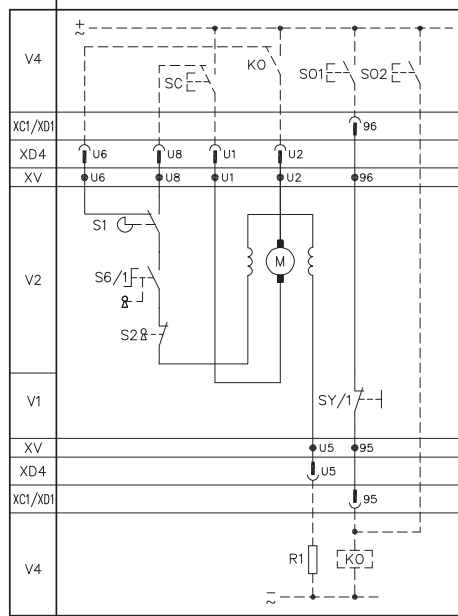 ±
~
V4
KO
SC
SO1
SO2
XC1/XD1
96
XD4
U6
U8
U1
U2
XV
U6
U8
U1
U2
96
S1
M
V2
S6/1
S2
V1
SY/1
XV
U5
95
XD4
U5
XC1/XD1
95
V4
R1
KO